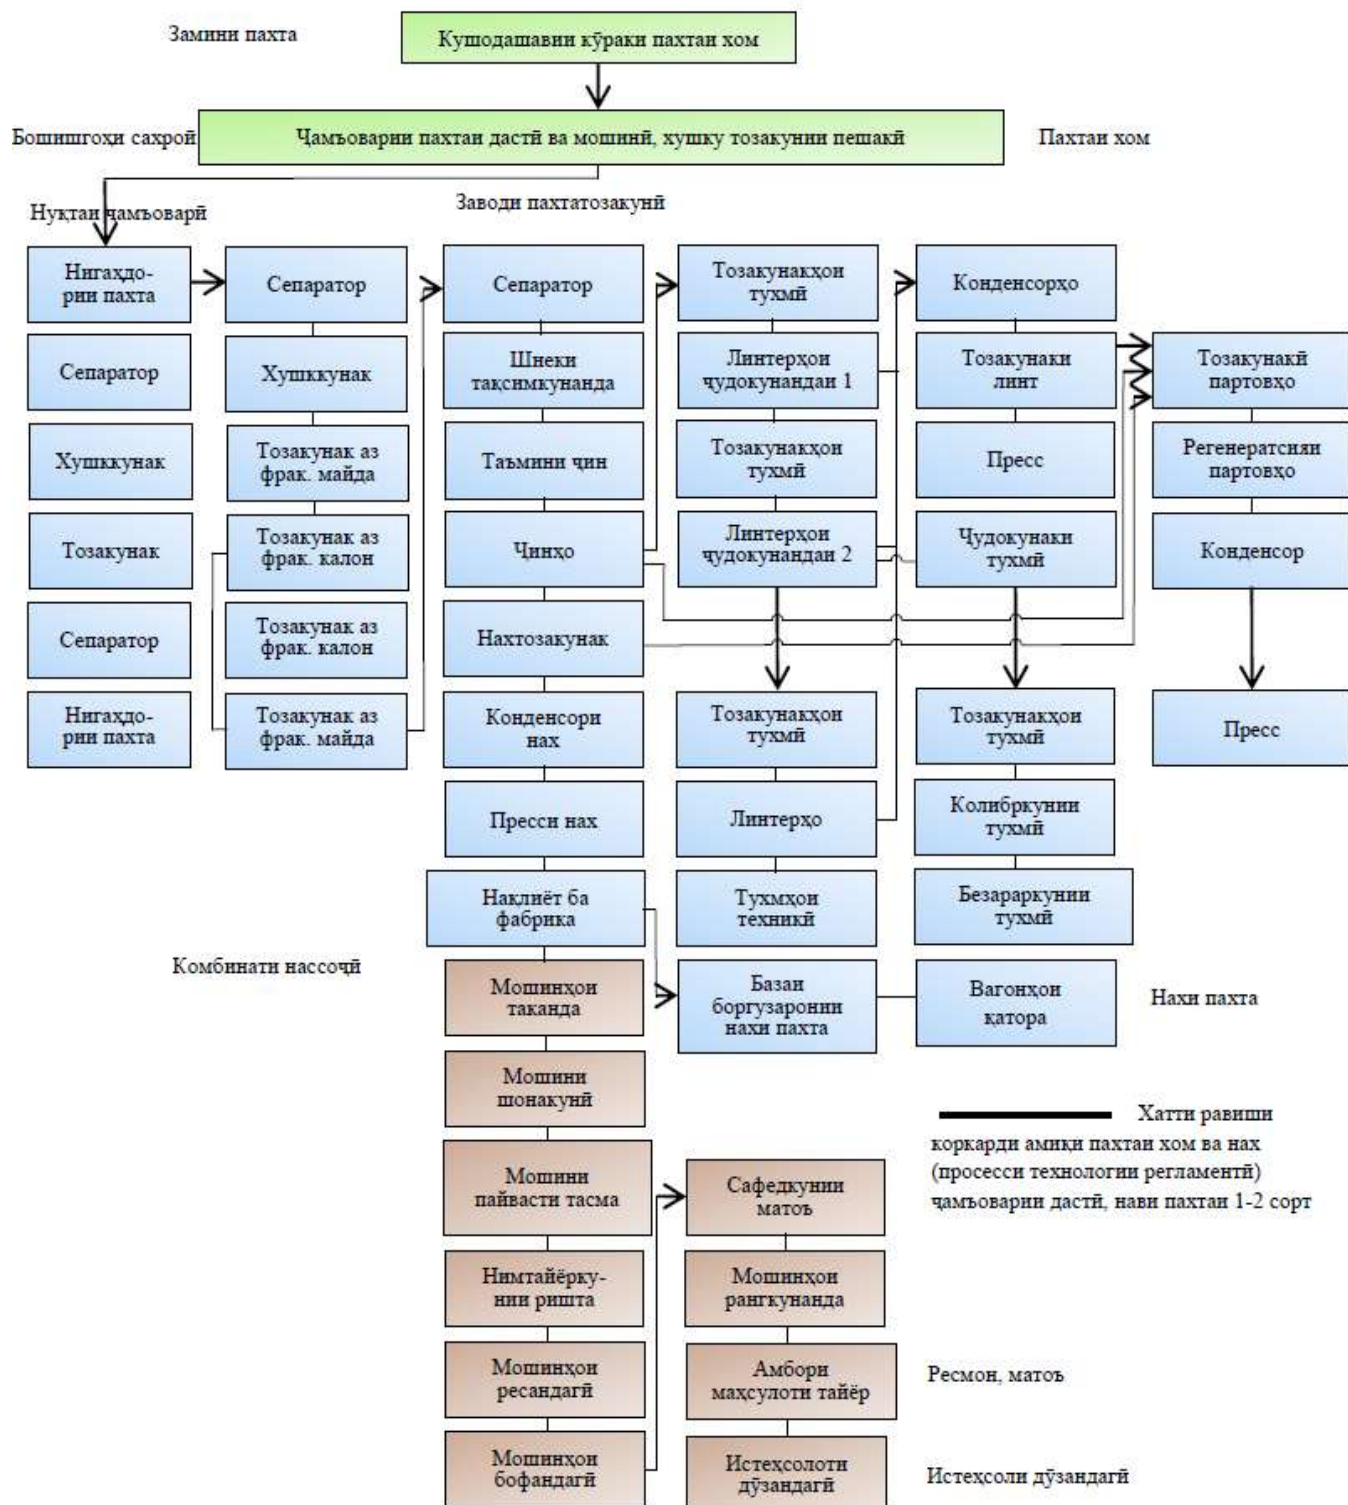 Замини пахта
Кушодашавии кӯраки пахтаи хом
Бошишгоҳи сахрой
Ҷамъоварии пахтаи дастӣ ва мошинӣ, хушку тозакунии пешакӣ
Пахтаи хом
Нуқтаи ҷамъоварӣ
Заводи пахтатозакунӣ
Нигаҳдо-
рии пахта
Сепаратор
Хушккунак
Тозакунак
Сепаратор
Нигаҳдо-
рии пахта
Сепаратор
Хушккунак
Тозакунак аз
фрак. майда
Тозакунак аз
фрак. калон
Тозакунак аз
фрак. калон
Тозакунак аз
фрак. майда
Сепаратор
Шнеки
тақсимкунанда
Таъмини ҷин
Ҷинҳо
Нахтозакунак
Конденсори
нах
Пресси нах
Нақлиёт ба
фабрика
Тозакунакҳои
тухмӣ
Линтерҳои
ҷудокунандаи 1
Тозакунакҳои
тухмӣ
Линтерҳои
ҷудокунандаи 2
Тозакунакҳои
тухмӣ
Линтерҳо
Тухмҳои
техникӣ
Базаи
боргузаронии
нахи пахта
Конденсорҳо
Тозакунаки
линт
Пресс
Ҷудокунаки
тухмӣ
Тозакунакҳои
тухмӣ
Колибркунии
тухмӣ
Безараркунии
тухмӣ
Вагонҳои
қатора
Тозакунакӣ
партовҳо
Регенератсияи
партовҳо
Конденсор
Пресс
Нахи пахта
Комбинати нассоҷӣ
Мошинҳои
таканда
Мошини
шонакунӣ
Мошини
пайвасти тасма
Нимтайёрку-
нии ришта
Мошинҳои
ресандагӣ
Мошинҳои
бофандагӣ
Сафедкунии
матоъ
Мошинҳои
рангкунанда
Амбори
маҳсулоти тайёр
Истеҳсолоти
дӯзандагӣ
Хатти равиши
коркарди амиқи пахтаи хом ва нах
(просесси технологии регламентӣ)
ҷамъоварии дастӣ, нави пахтаи 1-2 сорт
Ресмон, матоъ
Истеҳсоли дӯзандагӣ